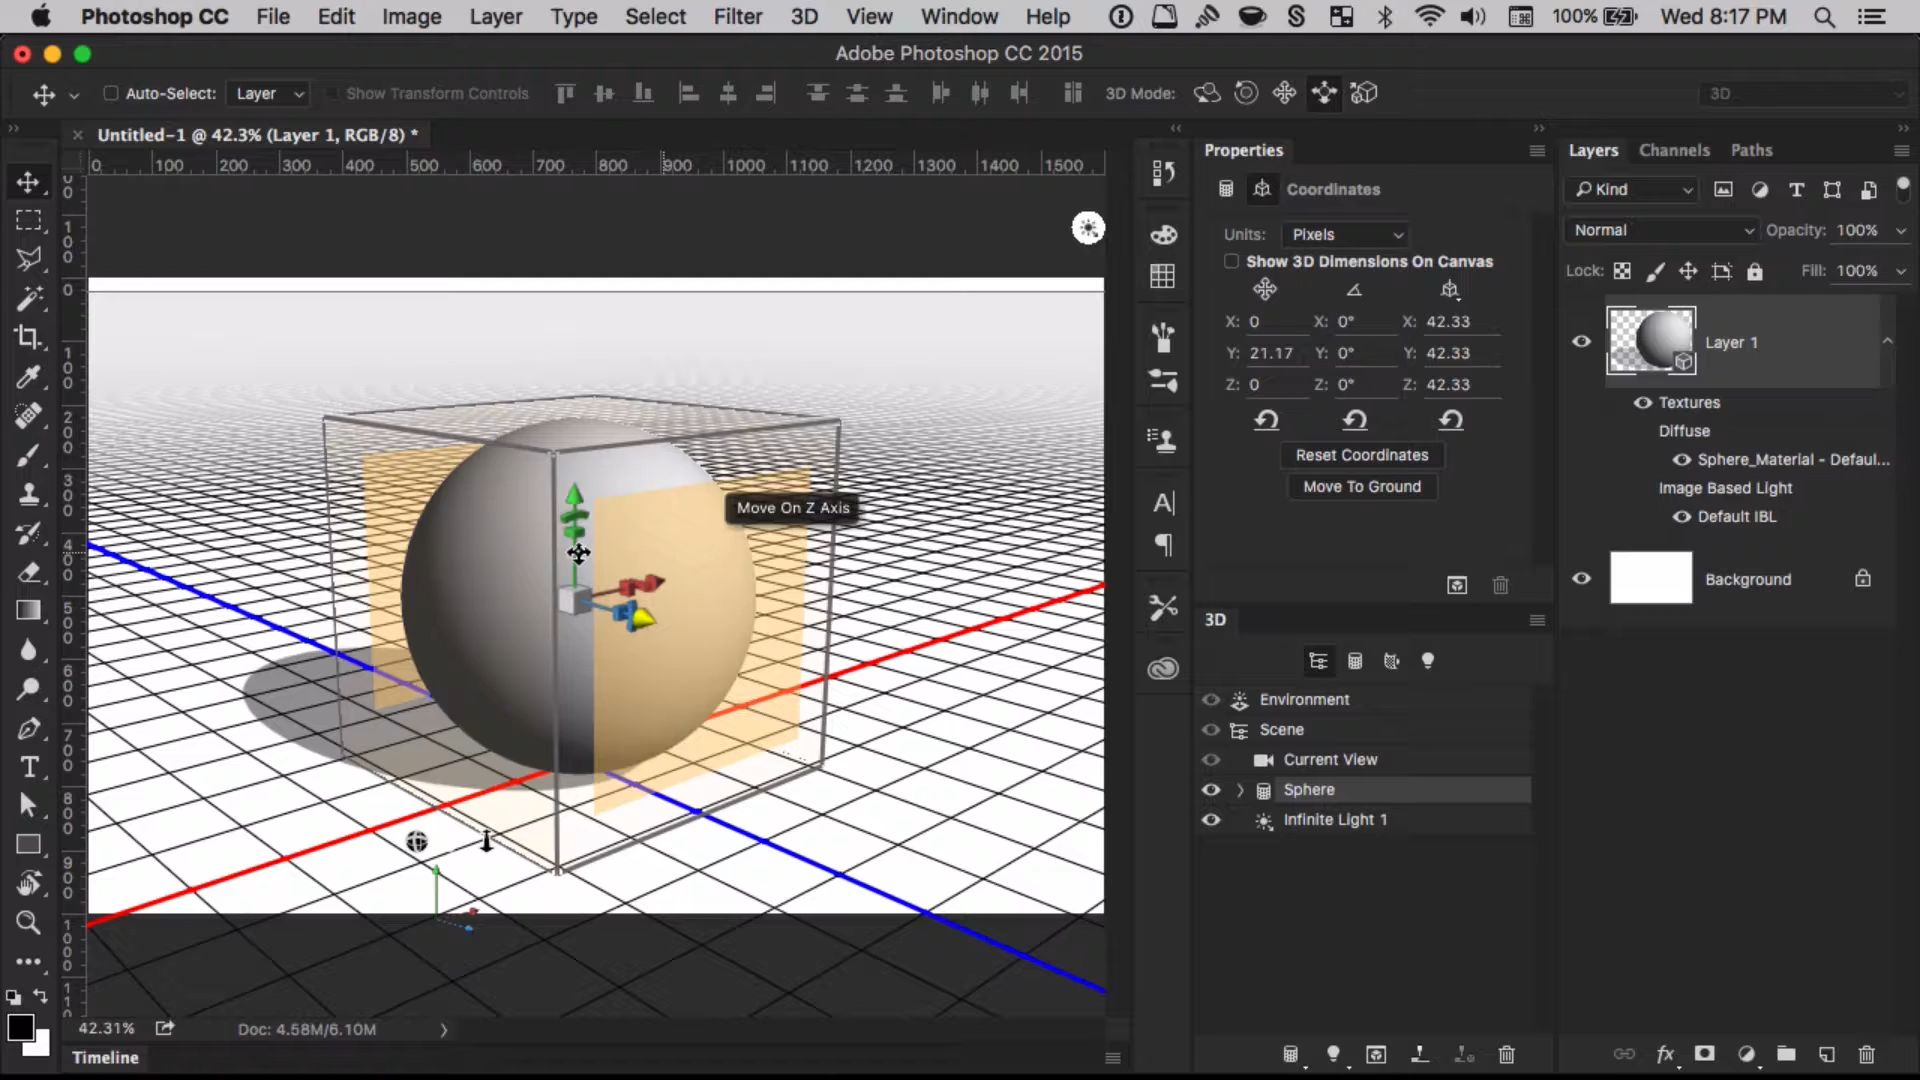 Photoshop CC File Edit Image Layer Type Select Filter 3D View Window Help 100% Wed 8:17 PM
Adobe Photoshop CC 2015
Auto-Select: Layer Show Transform Controls 3D Mode: 3D
Untitled-1 @ 42.3% (Layer 1, RGB/8) *
0 100 200 300 400 500 600 700 800 900 1000 1100 1200 1300 1400 1500
Move On Z Axis
42.31% Doc: 4.58M/6.10M
Timeline
Properties
Coordinates
Units: Pixels
Show 3D Dimensions On Canvas
X: 0 X: 0° X: 42.33
Y: 21.17 Y: 0° Y: 42.33
Z: 0 Z: 0° Z: 42.33
Reset Coordinates
Move To Ground
3D
Environment
Scene
Current View
Sphere
Infinite Light 1
Layers Channels Paths
Kind
Normal Opacity: 100%
Lock: Fill: 100%
Layer 1
Textures
Diffuse
Sphere_Material - Defaul...
Image Based Light
Default IBL
Background
fx